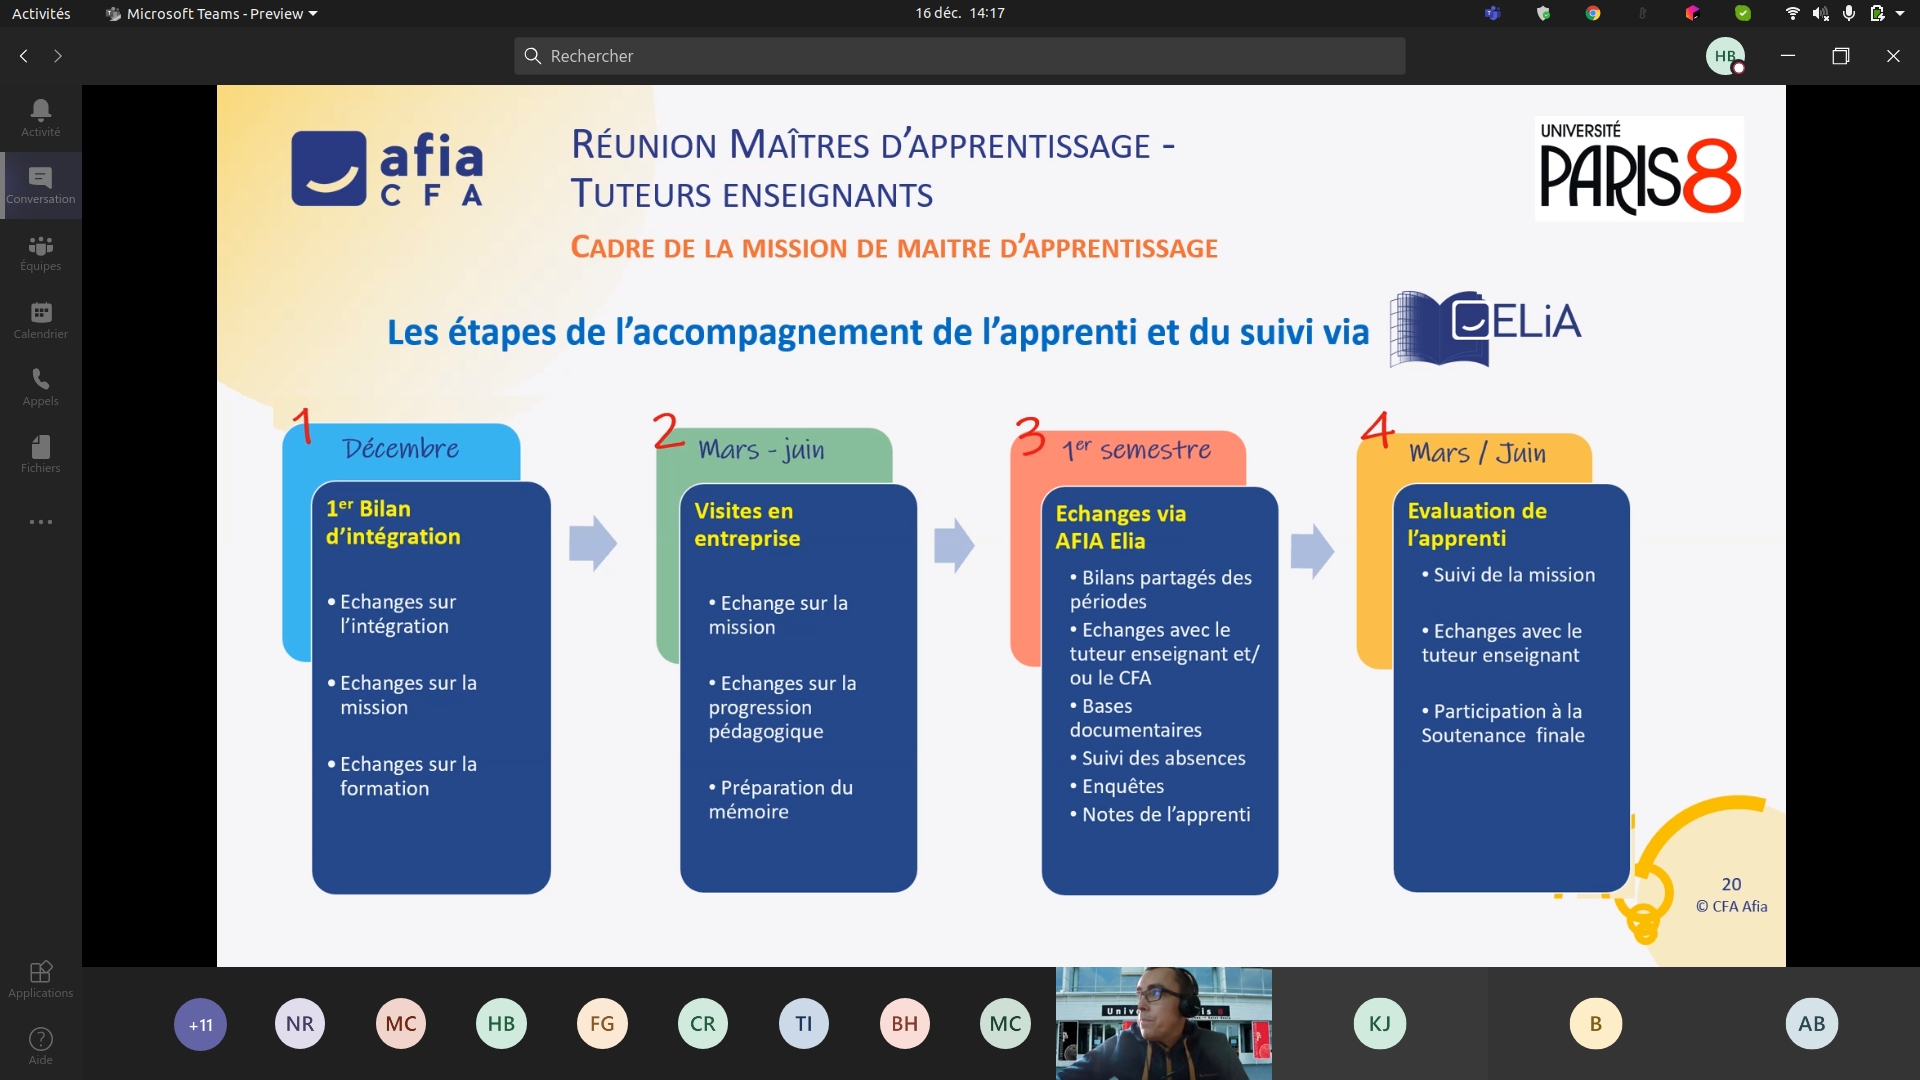 Activités
Microsoft Teams - Preview
16 déc. 14:17
Rechercher
HB
Activité
Conversation
Équipes
Calendrier
Appels
Fichiers
Applications
Aide
afia
CFA
RÉUNION MAÎTRES D’APPRENTISSAGE -
TUTEURS ENSEIGNANTS
CADRE DE LA MISSION DE MAITRE D’APPRENTISSAGE
UNIVERSITÉ
PARIS8
Les étapes de l’accompagnement de l’apprenti et du suivi via
ELiA
1
Décembre
1er Bilan
d’intégration
• Echanges sur
l’intégration
• Echanges sur la
mission
• Echanges sur la
formation
2
Mars - juin
Visites en
entreprise
• Echange sur la
mission
• Echanges sur la
progression
pédagogique
• Préparation du
mémoire
3
1er semestre
Echanges via
AFIA Elia
• Bilans partagés des
périodes
• Echanges avec le
tuteur enseignant et/
ou le CFA
• Bases
documentaires
• Suivi des absences
• Enquêtes
• Notes de l’apprenti
4
Mars / Juin
Evaluation de
l’apprenti
• Suivi de la mission
• Echanges avec le
tuteur enseignant
• Participation à la
Soutenance finale
20
© CFA Afia
+11
NR
MC
HB
FG
CR
TI
BH
MC
KJ
B
AB